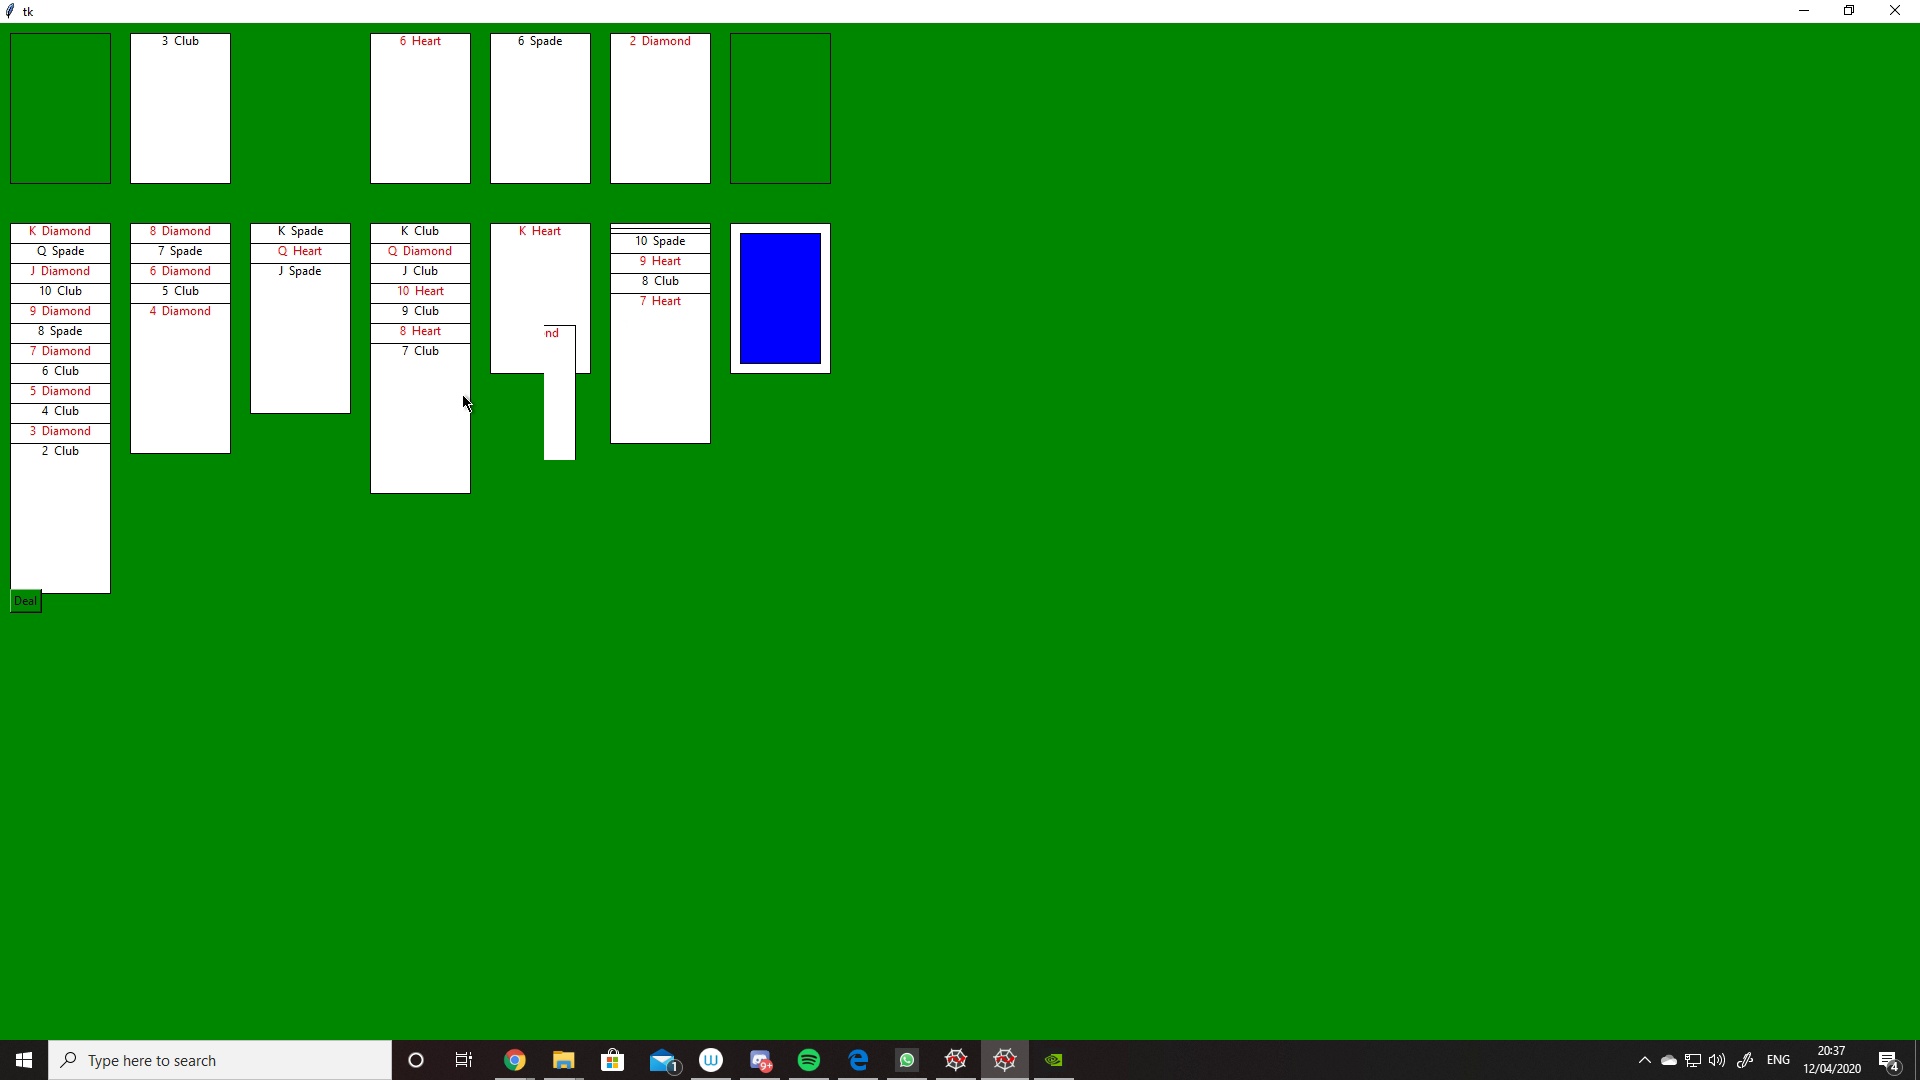 tk
3 Club
6 Heart
6 Spade
2 Diamond
K Diamond
Q Spade
J Diamond
10 Club
9 Diamond
8 Spade
7 Diamond
6 Club
5 Diamond
4 Club
3 Diamond
2 Club
8 Diamond
7 Spade
6 Diamond
5 Club
4 Diamond
K Spade
Q Heart
J Spade
K Club
Q Diamond
J Club
10 Heart
9 Club
8 Heart
7 Club
K Heart
nd
10 Spade
9 Heart
8 Club
7 Heart
Deal
Type here to search
1
W
9+
ENG
20:37
12/04/2020
4